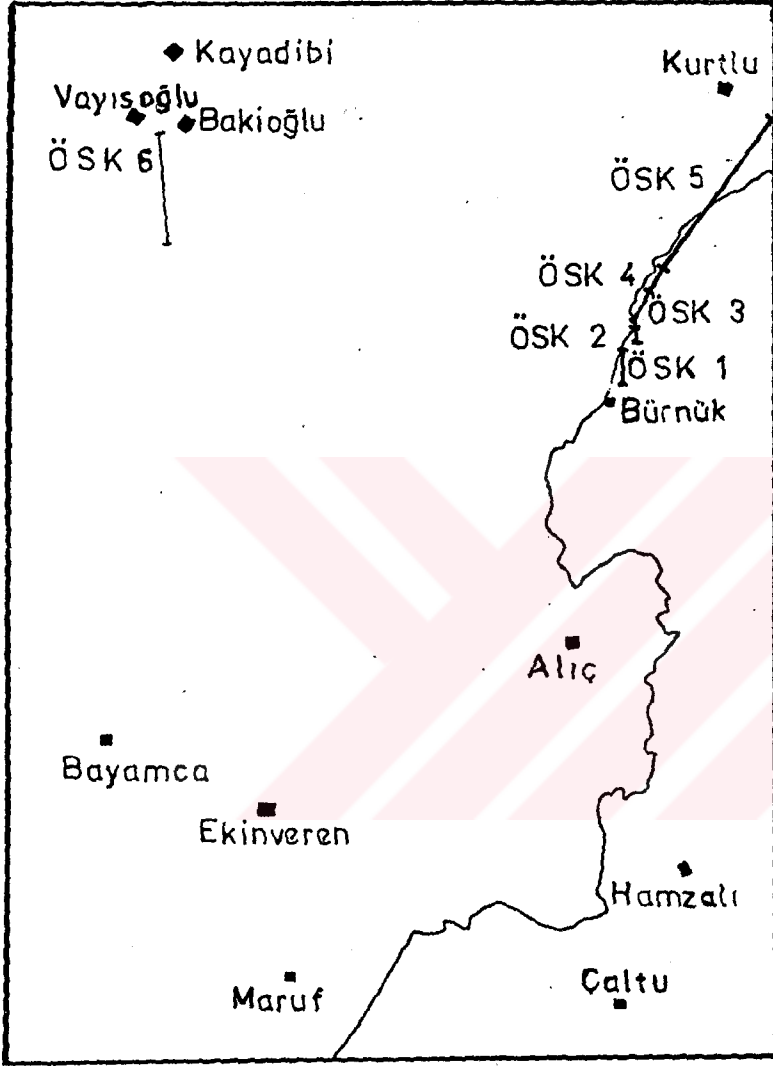 Kayadibi
Kurtlu
Vayısoğlu
Bakioğlu
ÖSK 6
ÖSK 5
ÖSK 4
ÖSK 3
ÖSK 2
ÖSK 1
Bürnük
Alıç
Bayamca
Ekinveren
Hamzalı
Maruf
Çaltu